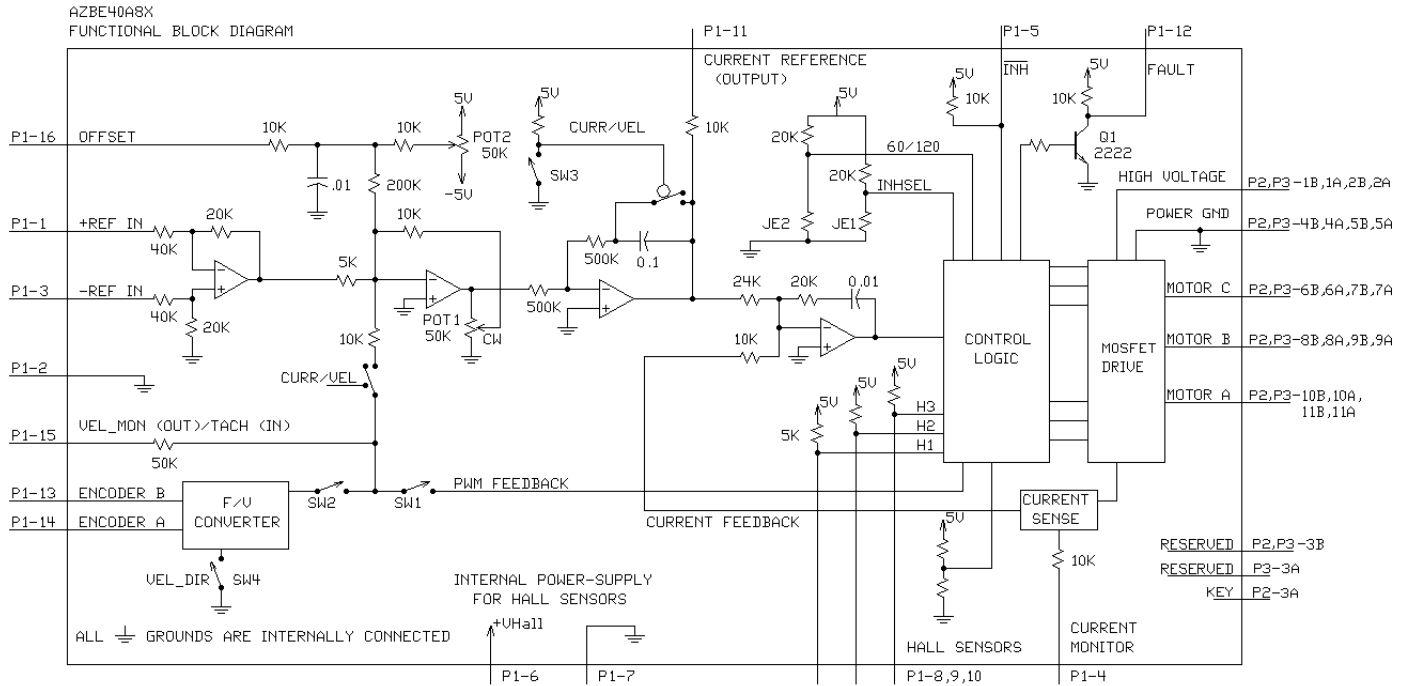 AZBE40A8X
FUNCTIONAL BLOCK DIAGRAM
P1-11
P1-5
P1-12
CURRENT REFERENCE
(OUTPUT)
INH
FAULT
5V
10K
5V
10K
Q1
2222
P1-16 OFFSET
10K
10K
5V
POT2
50K
-5V
.01
200K
5V
CURR/VEL
SW3
10K
5V
20K
60/120
20K
INHSEL
JE2
JE1
HIGH VOLTAGE P2,P3-1B,1A,2B,2A
POWER GND P2,P3-4B,4A,5B,5A
P1-1 +REF IN
20K
40K
10K
500K
0.1
P1-3 -REF IN
40K
20K
5K
POT1
50K
CW
500K
24K
20K
0.01
10K
CONTROL
LOGIC
MOSFET
DRIVE
MOTOR C P2,P3-6B,6A,7B,7A
MOTOR B P2,P3-8B,8A,9B,9A
MOTOR A P2,P3-10B,10A,
11B,11A
P1-2
10K
CURR/VEL
5V
5V
5V
5K
H3
H2
H1
P1-15 VEL_MON (OUT)/TACH (IN)
50K
P1-13 ENCODER B
P1-14 ENCODER A
F/V
CONVERTER
SW2
SW1
PWM FEEDBACK
CURRENT FEEDBACK
CURRENT
SENSE
5V
10K
VEL_DIR
SW4
RESERVED P2,P3-3B
RESERVED P3-3A
KEY P2-3A
INTERNAL POWER-SUPPLY
FOR HALL SENSORS
+VHall
ALL GROUNDS ARE INTERNALLY CONNECTED
HALL SENSORS
CURRENT
MONITOR
P1-6
P1-7
P1-8,9,10
P1-4